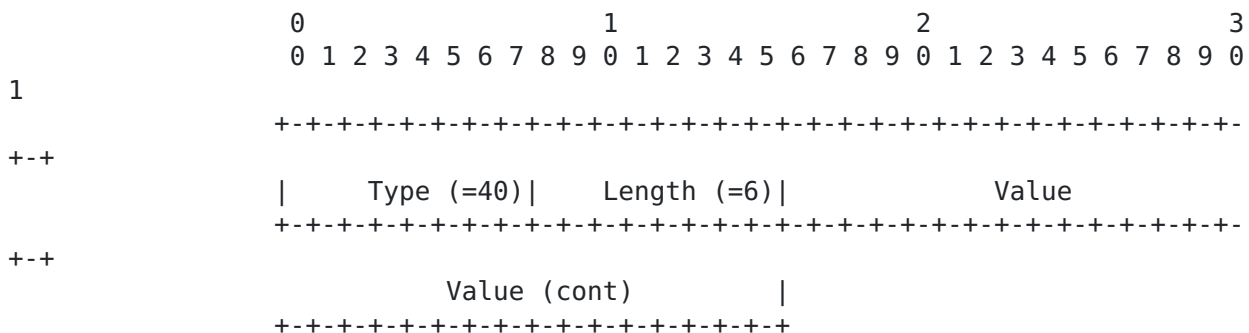 0                   1                   2                   3
0 1 2 3 4 5 6 7 8 9 0 1 2 3 4 5 6 7 8 9 0 1 2 3 4 5 6 7 8 9 0
1
+-+-+-+-+-+-+-+-+-+-+-+-+-+-+-+-+-+-+-+-+-+-+-+-+-+-+-+-+-+-+-
+-+
|     Type (=40)|    Length (=6)|             Value
+-+-+-+-+-+-+-+-+-+-+-+-+-+-+-+-+-+-+-+-+-+-+-+-+-+-+-+-+-+-+-
+-+
Value (cont)         |
+-+-+-+-+-+-+-+-+-+-+-+-+-+-+-+-+